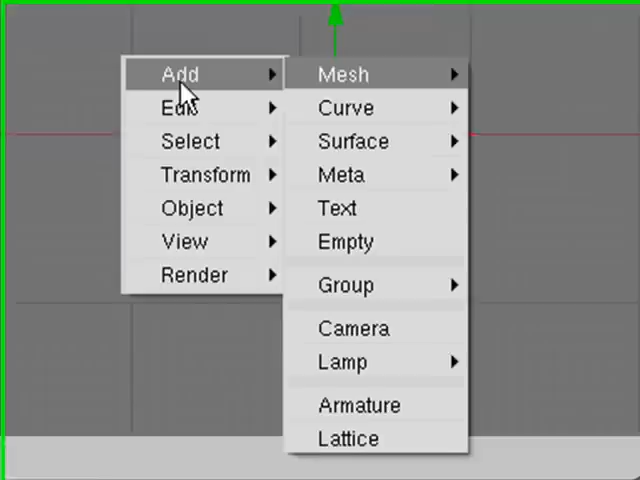 Add
Edit
Select
Transform
Object
View
Render
Mesh
Curve
Surface
Meta
Text
Empty
Group
Camera
Lamp
Armature
Lattice